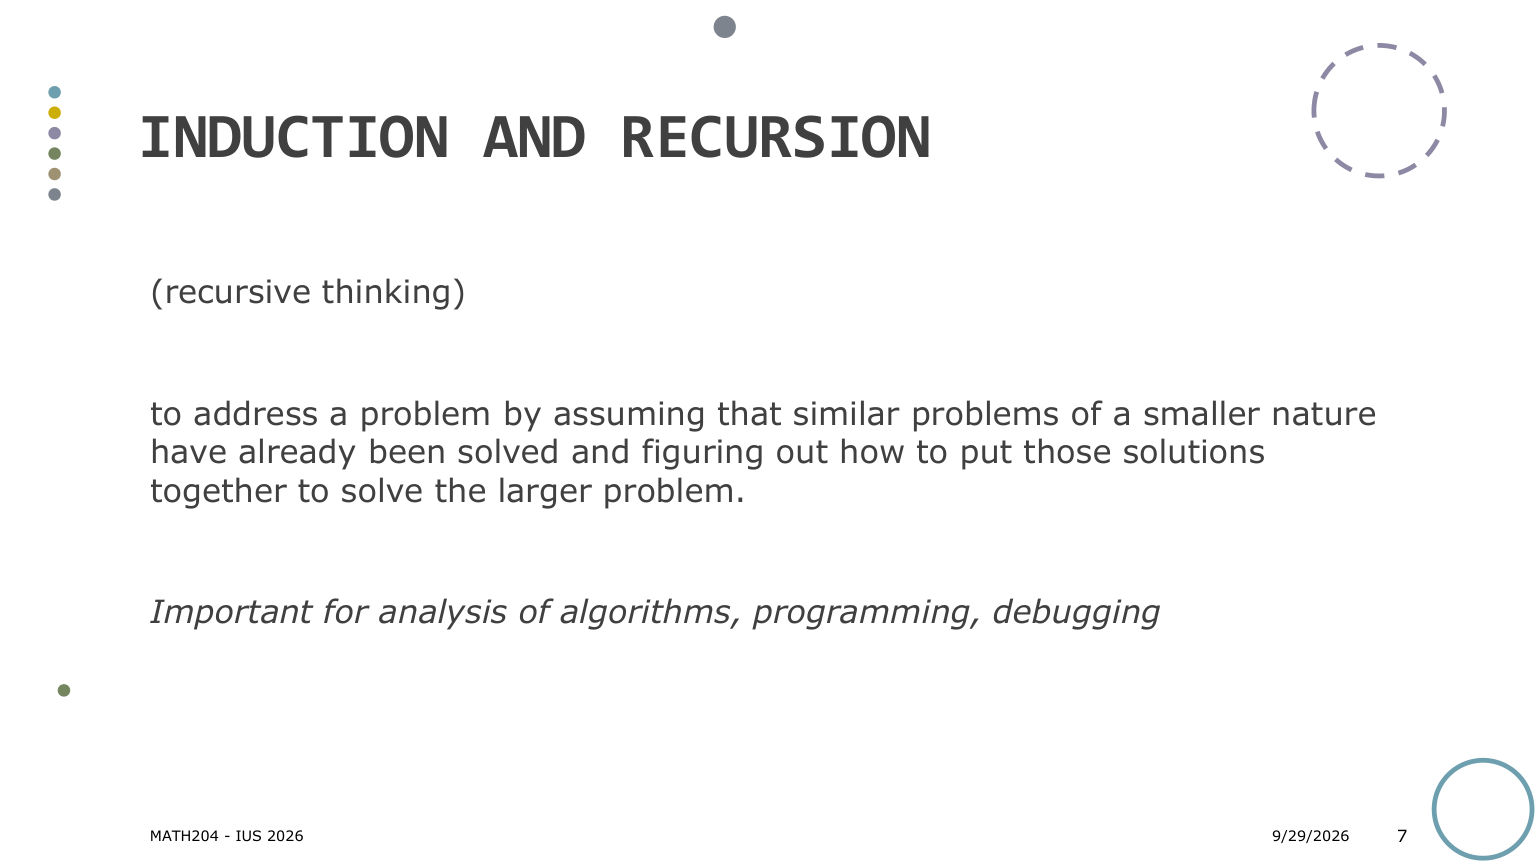 INDUCTION AND RECURSION
(recursive thinking)
to address a problem by assuming that similar problems of a smaller nature
have already been solved and figuring out how to put those solutions
together to solve the larger problem.
Important for analysis of algorithms, programming, debugging
MATH204 - IUS 2026
9/29/2026
7